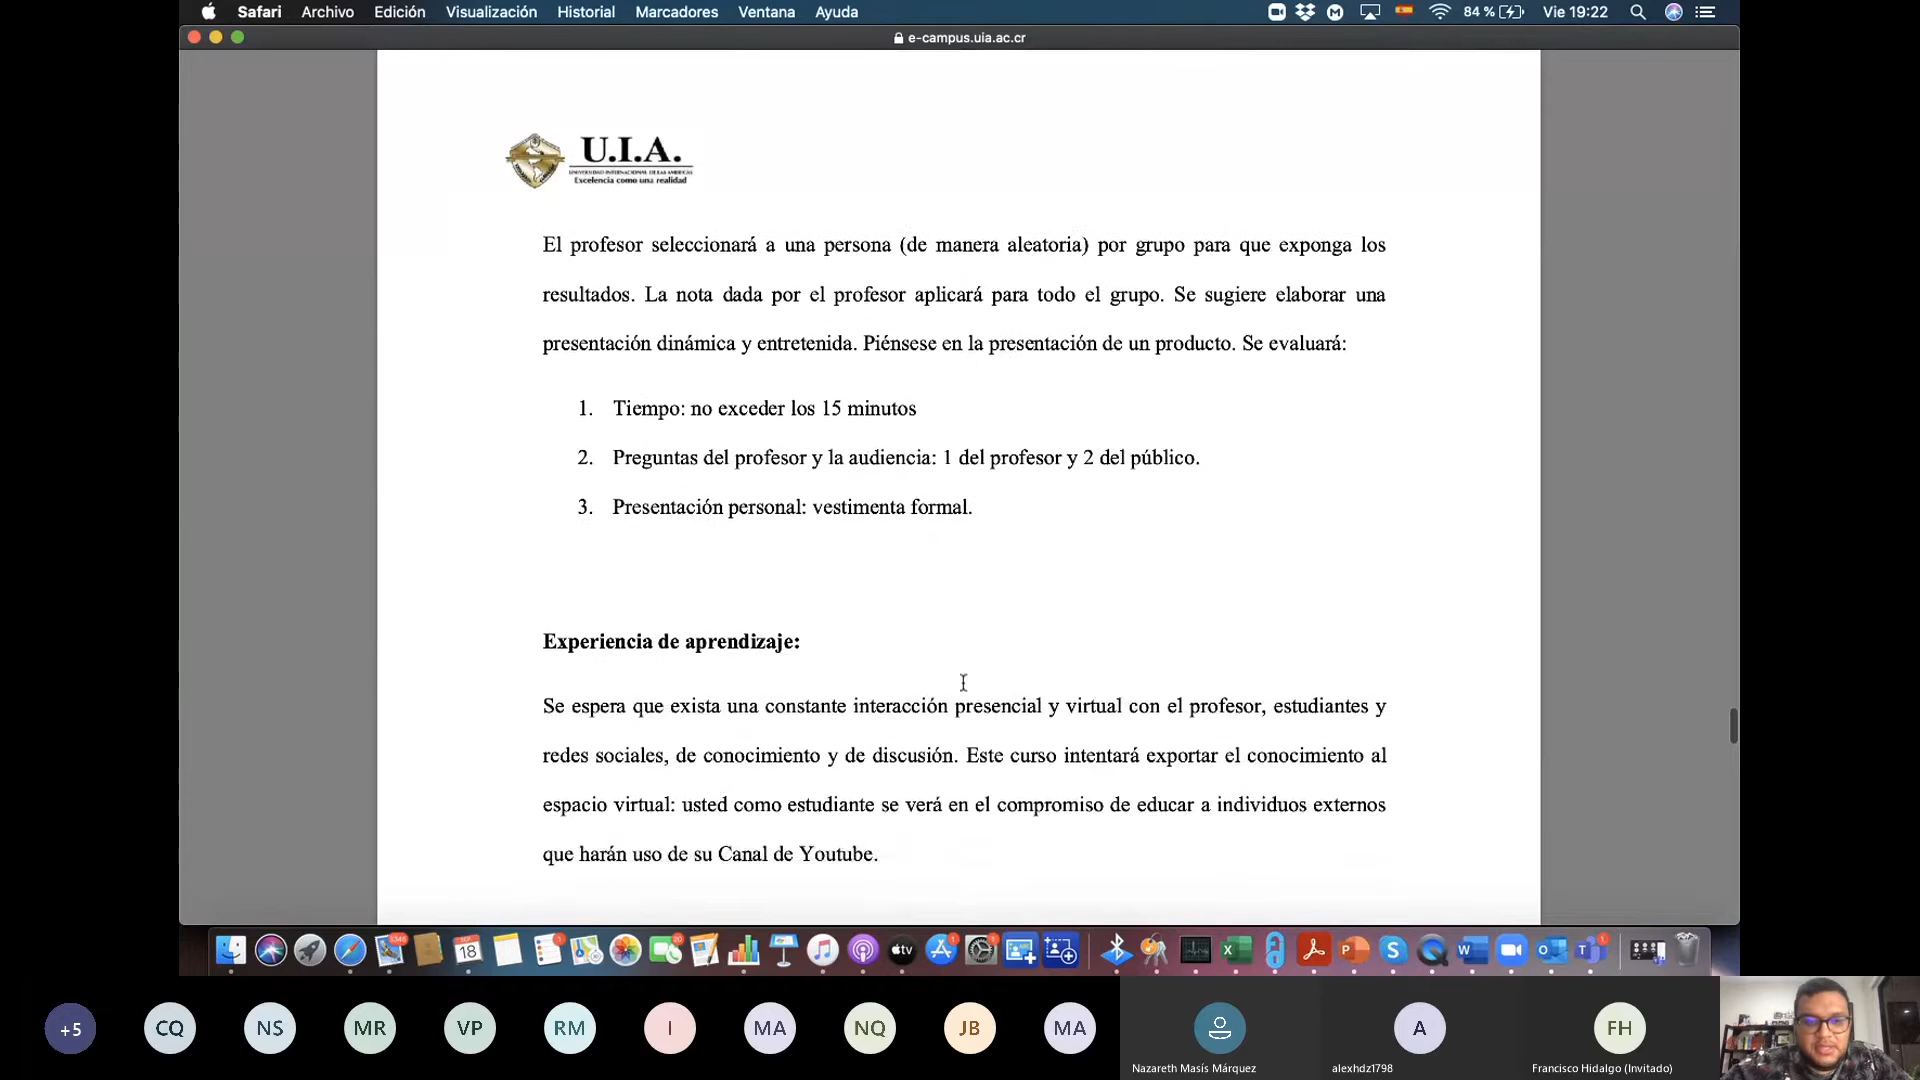 Safari Archivo Edición Visualización Historial Marcadores Ventana Ayuda 84 % Vie 19:22
e-campus.uia.ac.cr
U.I.A.
UNIVERSIDAD INTERNACIONAL DE LAS AMERICAS
Excelencia como una realidad
El profesor seleccionará a una persona (de manera aleatoria) por grupo para que exponga los
resultados. La nota dada por el profesor aplicará para todo el grupo. Se sugiere elaborar una
presentación dinámica y entretenida. Piénsese en la presentación de un producto. Se evaluará:
1. Tiempo: no exceder los 15 minutos
2. Preguntas del profesor y la audiencia: 1 del profesor y 2 del público.
3. Presentación personal: vestimenta formal.
Experiencia de aprendizaje:
Se espera que exista una constante interacción presencial y virtual con el profesor, estudiantes y
redes sociales, de conocimiento y de discusión. Este curso intentará exportar el conocimiento al
espacio virtual: usted como estudiante se verá en el compromiso de educar a individuos externos
que harán uso de su Canal de Youtube.
18 tv
+5 CQ NS MR VP RM I MA NQ JB MA A FH
Nazareth Masís Márquez alexhdz1798 Francisco Hidalgo (Invitado)